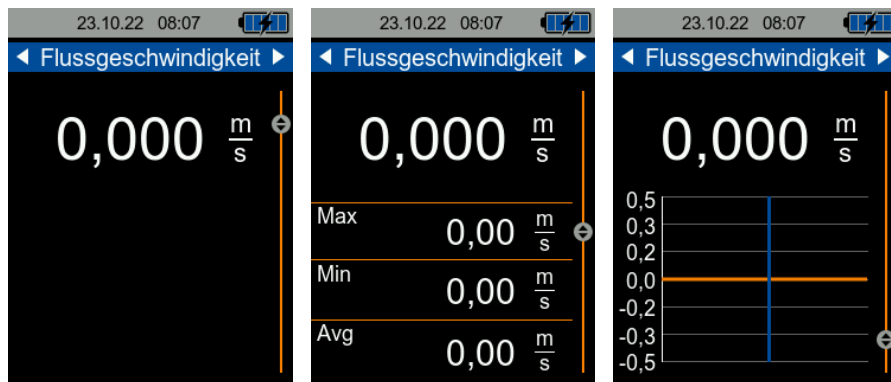 23.10.22 08:07
Flussgeschwindigkeit
0,000 m/s
23.10.22 08:07
Flussgeschwindigkeit
0,000 m/s
Max
0,00 m/s
Min
0,00 m/s
Avg
0,00 m/s
23.10.22 08:07
Flussgeschwindigkeit
0,000 m/s
0,5
0,3
0,2
0,0
-0,2
-0,3
-0,5